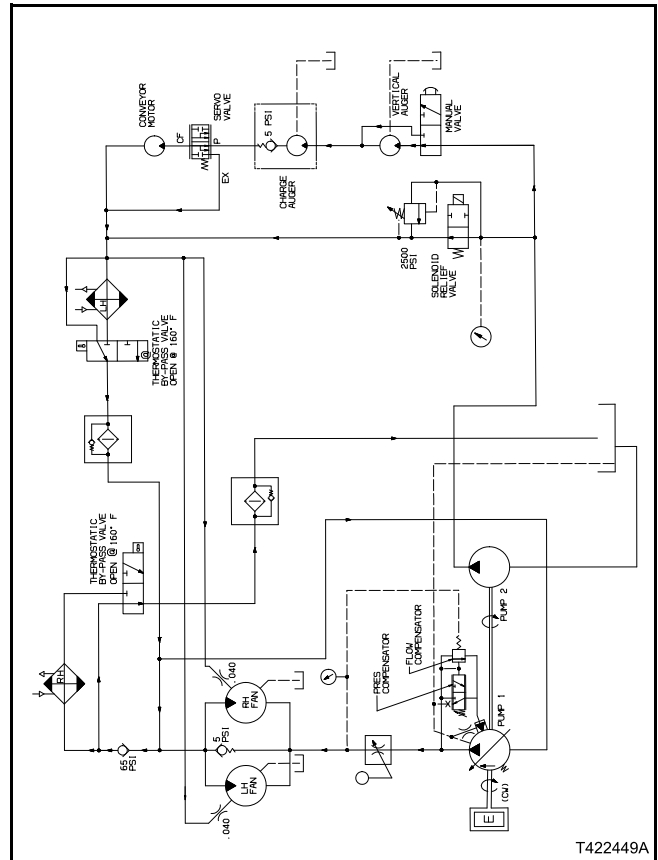 CONVEYOR
MOTOR
SERVO
VALVE
CF
P
EX
5 PSI
CHARGE
AUGER
VERTICAL
AUGER
MANUAL
VALVE
2500
PSI
SOLENOID
RELIEF
VALVE
LH
THERMOSTATIC
BY-PASS VALVE
OPEN @ 160° F
@
THERMOSTATIC
BY-PASS VALVE
OPEN @ 160° F
RH
65
PSI
.040
RH
FAN
5
PSI
LH
FAN
.040
PRES
COMPENSATOR
FLOW
COMPENSATOR
PUMP 2
PUMP 1
X
(CW)
E
T422449A